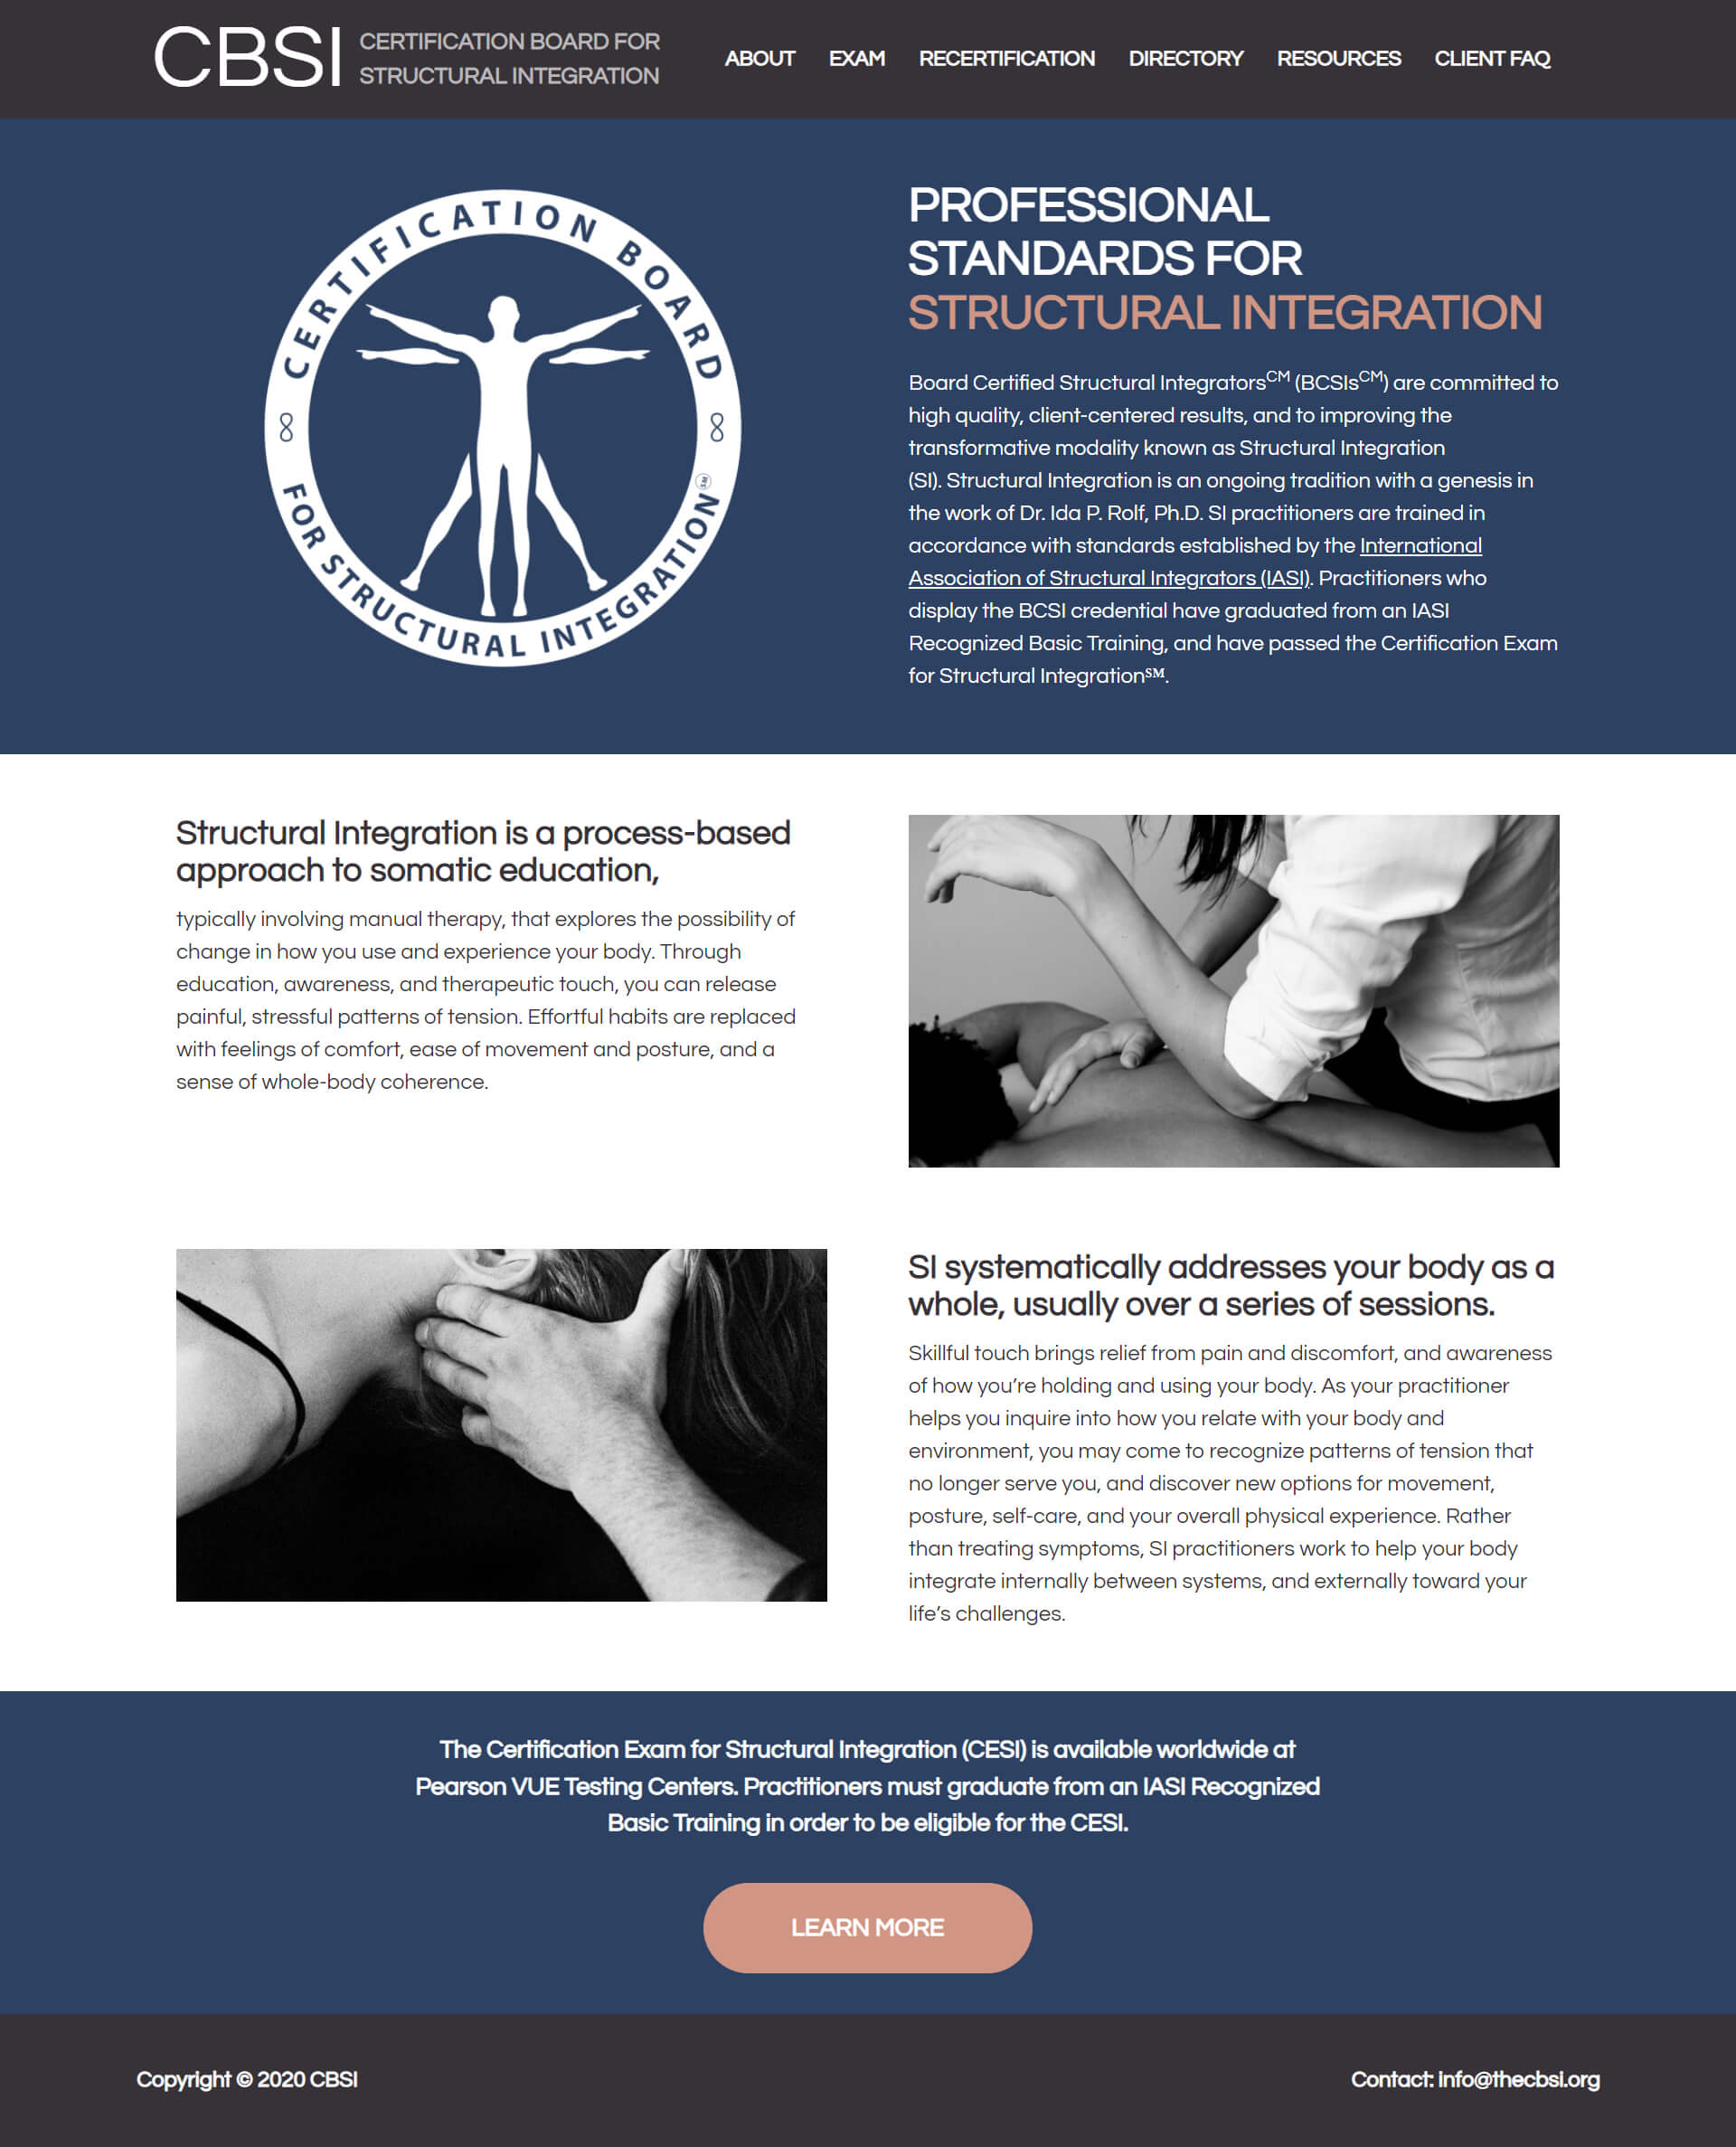 CBSI
CERTIFICATION BOARD FOR
STRUCTURAL INTEGRATION
ABOUT EXAM RECERTIFICATION DIRECTORY RESOURCES CLIENT FAQ
CERTIFICATION BOARD
FOR STRUCTURAL INTEGRATION SM
PROFESSIONAL
STANDARDS FOR
STRUCTURAL INTEGRATION
Board Certified Structural IntegratorsCM (BCSIsCM) are committed to
high quality, client-centered results, and to improving the
transformative modality known as Structural Integration
(SI). Structural Integration is an ongoing tradition with a genesis in
the work of Dr. Ida P. Rolf, Ph.D. SI practitioners are trained in
accordance with standards established by the International
Association of Structural Integrators (IASI). Practitioners who
display the BCSI credential have graduated from an IASI
Recognized Basic Training, and have passed the Certification Exam
for Structural Integration℠.
Structural Integration is a process-based
approach to somatic education,
typically involving manual therapy, that explores the possibility of
change in how you use and experience your body. Through
education, awareness, and therapeutic touch, you can release
painful, stressful patterns of tension. Effortful habits are replaced
with feelings of comfort, ease of movement and posture, and a
sense of whole-body coherence.
SI systematically addresses your body as a
whole, usually over a series of sessions.
Skillful touch brings relief from pain and discomfort, and awareness
of how you’re holding and using your body. As your practitioner
helps you inquire into how you relate with your body and
environment, you may come to recognize patterns of tension that
no longer serve you, and discover new options for movement,
posture, self-care, and your overall physical experience. Rather
than treating symptoms, SI practitioners work to help your body
integrate internally between systems, and externally toward your
life’s challenges.
The Certification Exam for Structural Integration (CESI) is available worldwide at
Pearson VUE Testing Centers. Practitioners must graduate from an IASI Recognized
Basic Training in order to be eligible for the CESI.
LEARN MORE
Copyright © 2020 CBSI
Contact: info@thecbsi.org